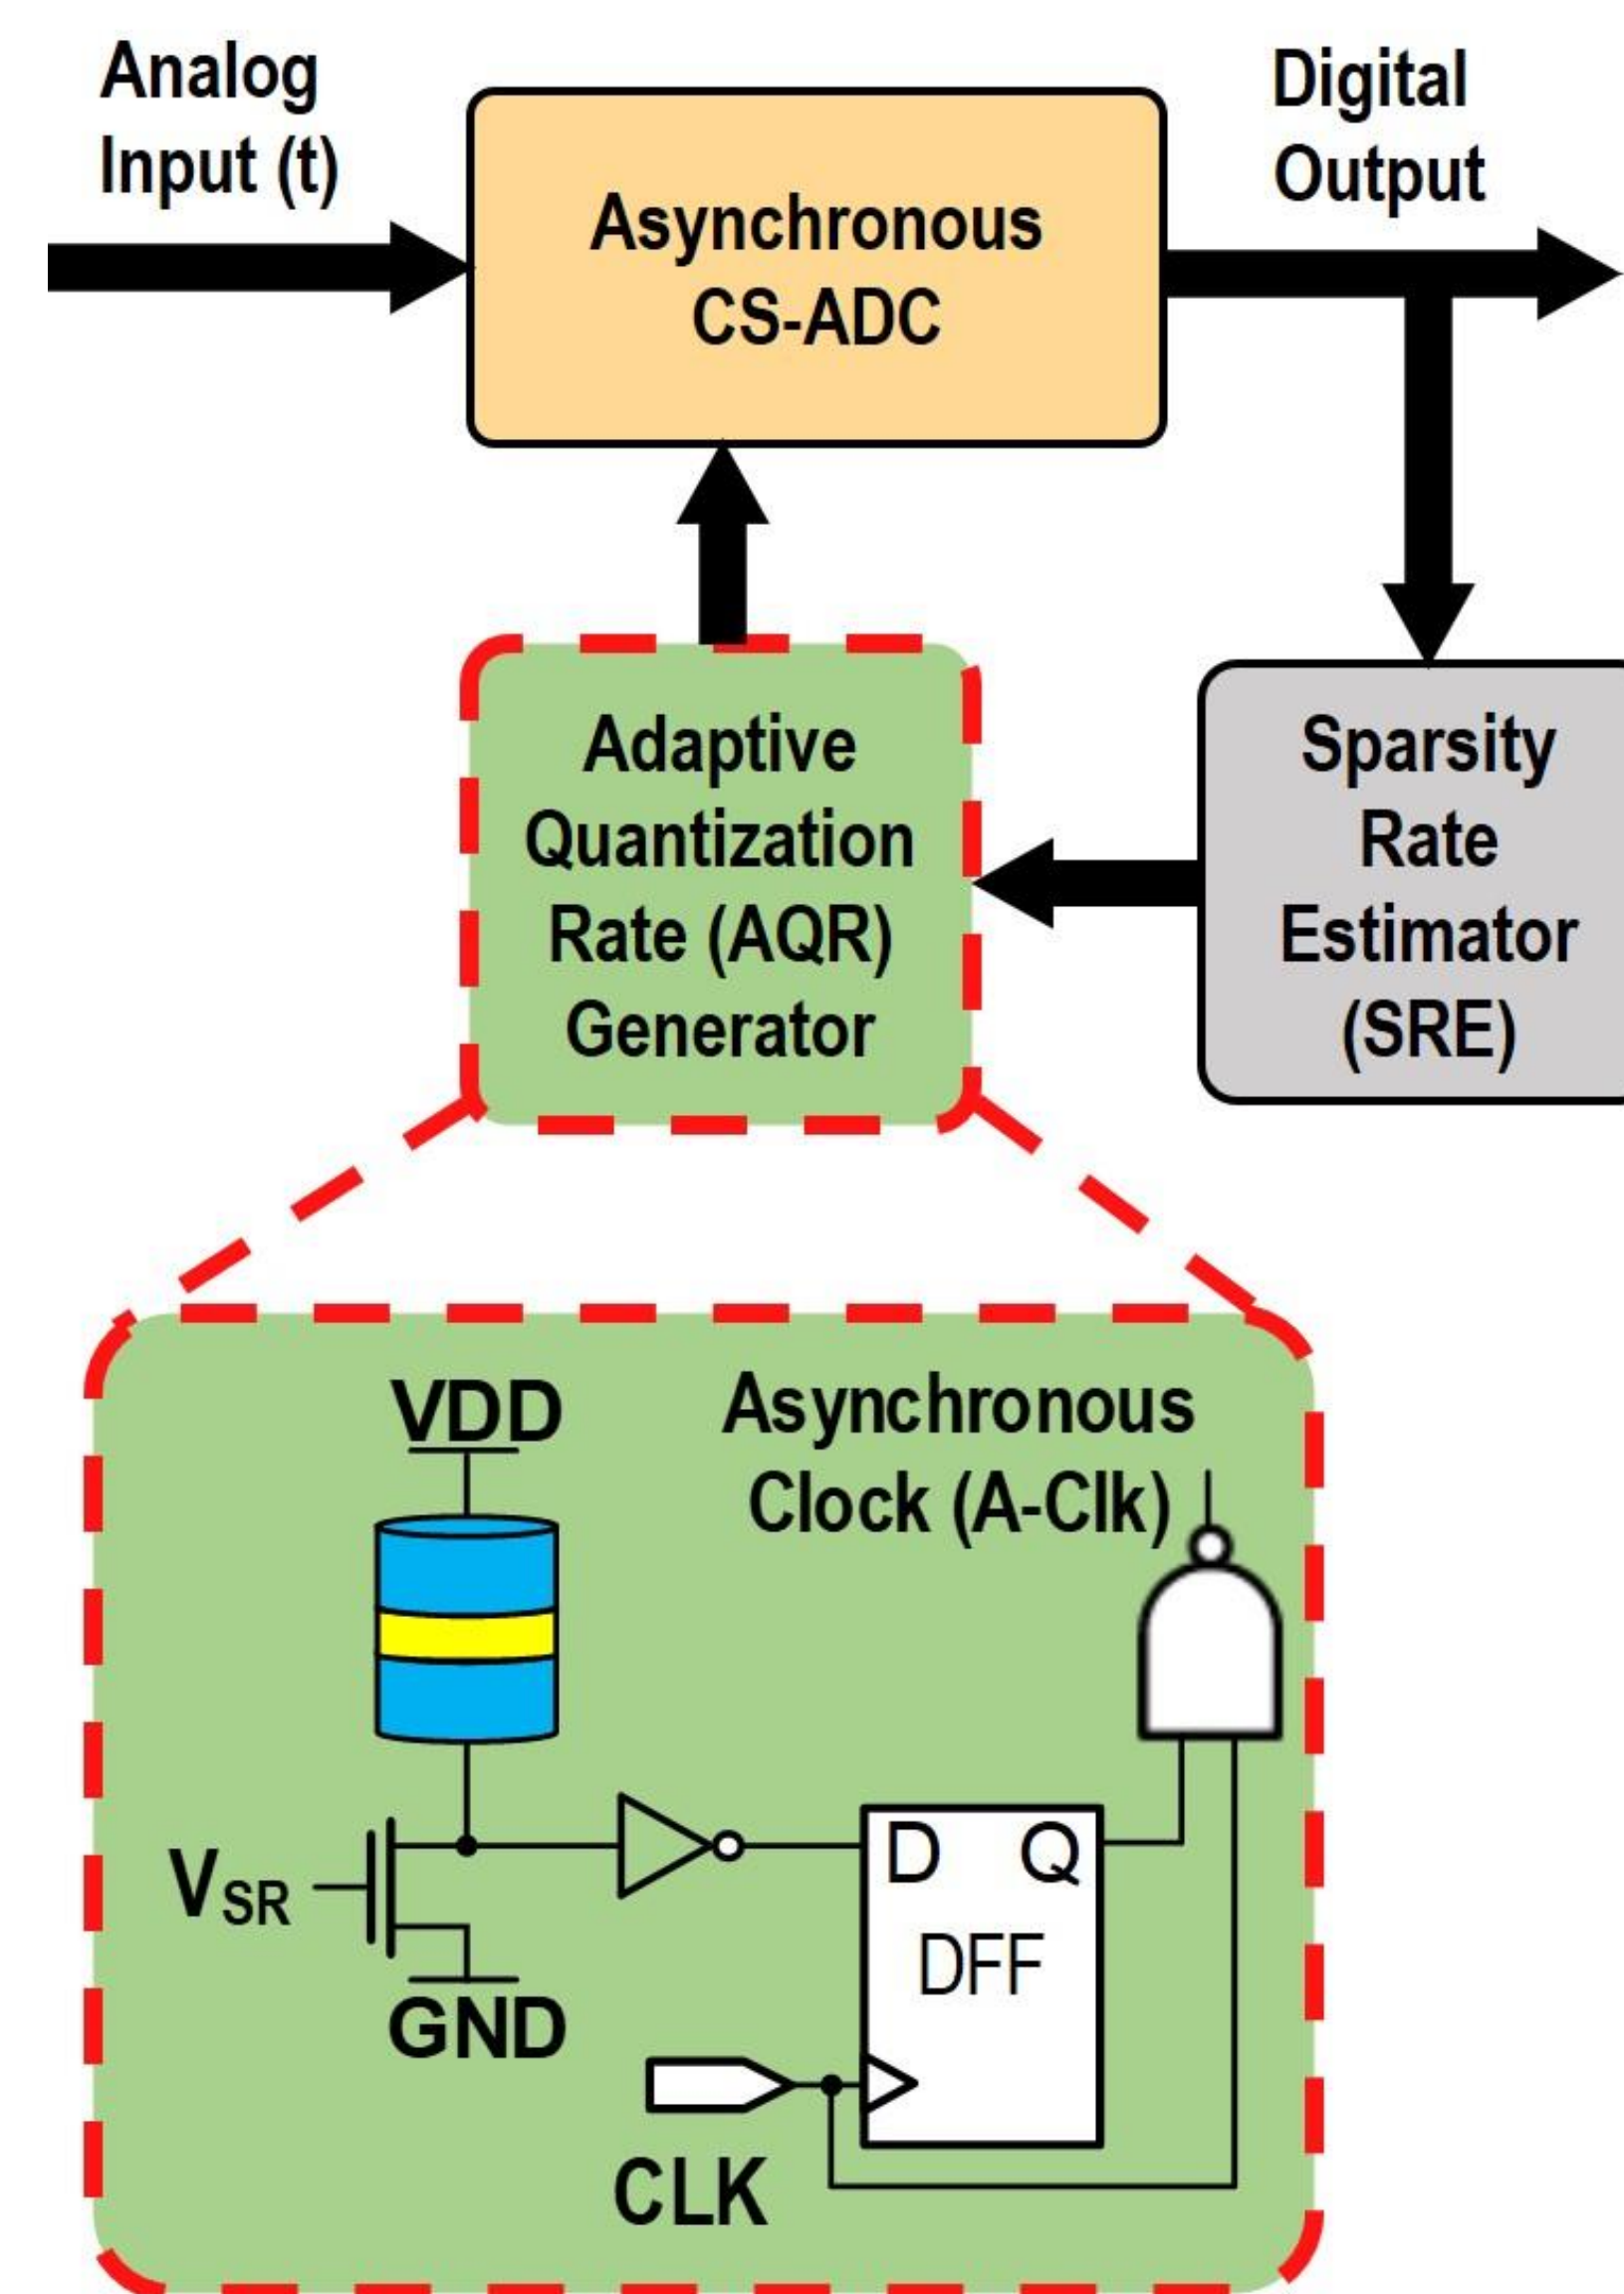 Analog
Input (t)
Digital
Output
Asynchronous
CS-ADC
Adaptive
Quantization
Rate (AQR)
Generator
Sparsity
Rate
Estimator
(SRE)
VDD
Asynchronous
Clock (A-Clk)
VSR
D Q
DFF
GND
CLK